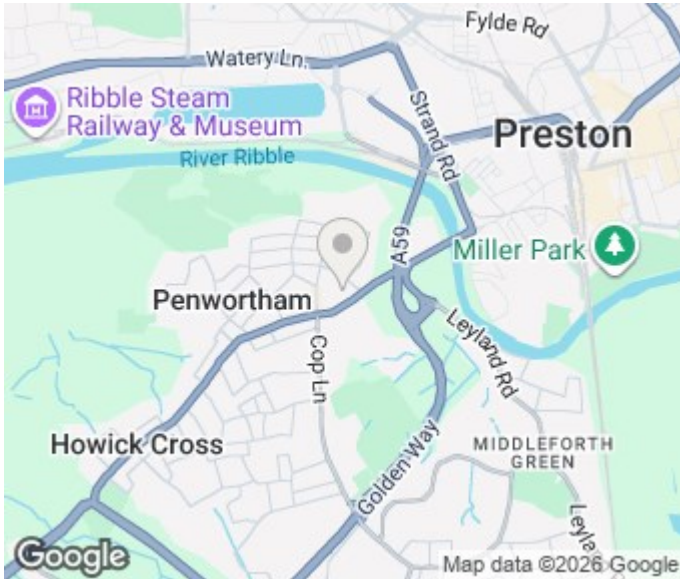 Fylde Rd
Watery Ln.
Ribble Steam
Railway & Museum
Strand Rd
Preston
River Ribble
A59
Miller Park
Penwortham
Leyland Rd
Cop Ln
Howick Cross
MIDDLEFORTH
GREEN
Golden Way
Leyla
Google
Map data ©2026 Google